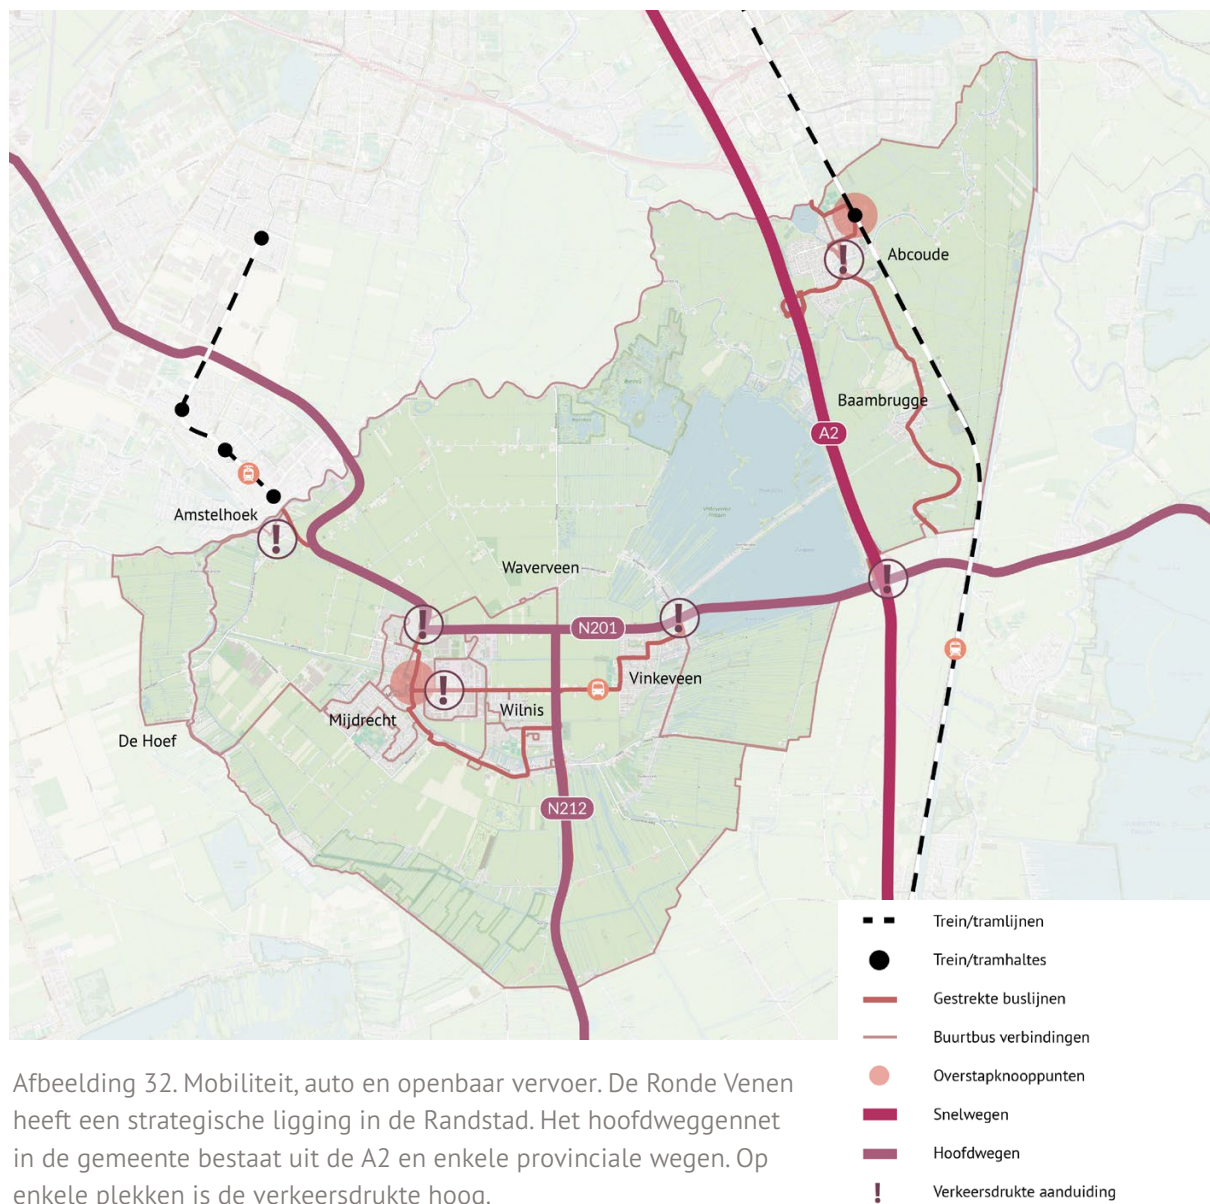 Abcoude
Baambrugge
A2
Amstelhoek
Waverveen
N201
Vinkeveen
Wilnis
Mijdrecht
De Hoef
N212
Trein/tramlijnen
Trein/tramhaltes
Gestrekte buslijnen
Buurtbus verbindingen
Overstapknooppunten
Snelwegen
Hoofdwegen
Verkeersdrukte aanduiding
Afbeelding 32. Mobiliteit, auto en openbaar vervoer. De Ronde Venen
heeft een strategische ligging in de Randstad. Het hoofdweggennet
in de gemeente bestaat uit de A2 en enkele provinciale wegen. Op
enkele plekken is de verkeersdrukte hoog.